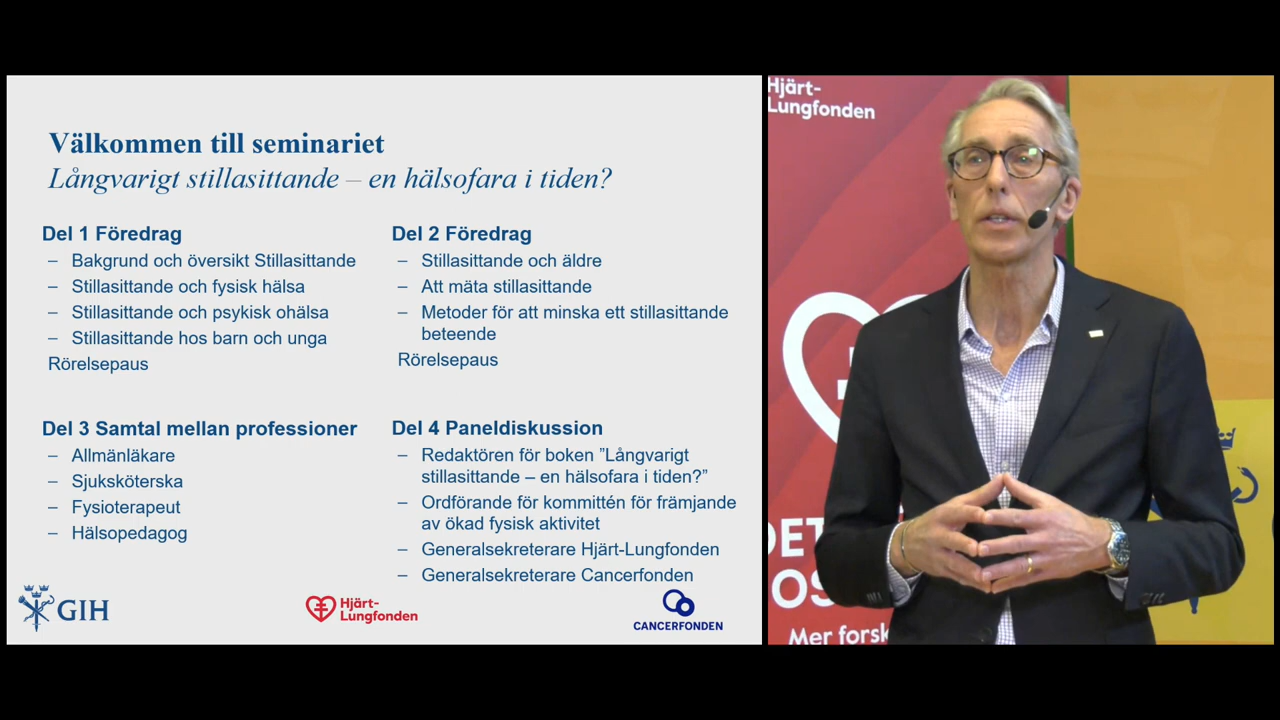 Välkommen till seminariet
Långvarigt stillasittande – en hälsofara i tiden?
Del 1 Föredrag
– Bakgrund och översikt Stillasittande
– Stillasittande och fysisk hälsa
– Stillasittande och psykisk ohälsa
– Stillasittande hos barn och unga
Rörelsepaus
Del 2 Föredrag
– Stillasittande och äldre
– Att mäta stillasittande
– Metoder för att minska ett stillasittande
beteende
Rörelsepaus
Del 3 Samtal mellan professioner
– Allmänläkare
– Sjuksköterska
– Fysioterapeut
– Hälsopedagog
Del 4 Paneldiskussion
– Redaktören för boken ”Långvarigt
stillasittande – en hälsofara i tiden?”
– Ordförande för kommittén för främjande
av ökad fysisk aktivitet
– Generalsekreterare Hjärt-Lungfonden
– Generalsekreterare Cancerfonden
GIH
Hjärt-
Lungfonden
CANCERFONDEN
Hjärt-
Lungfonden
Mer forsk